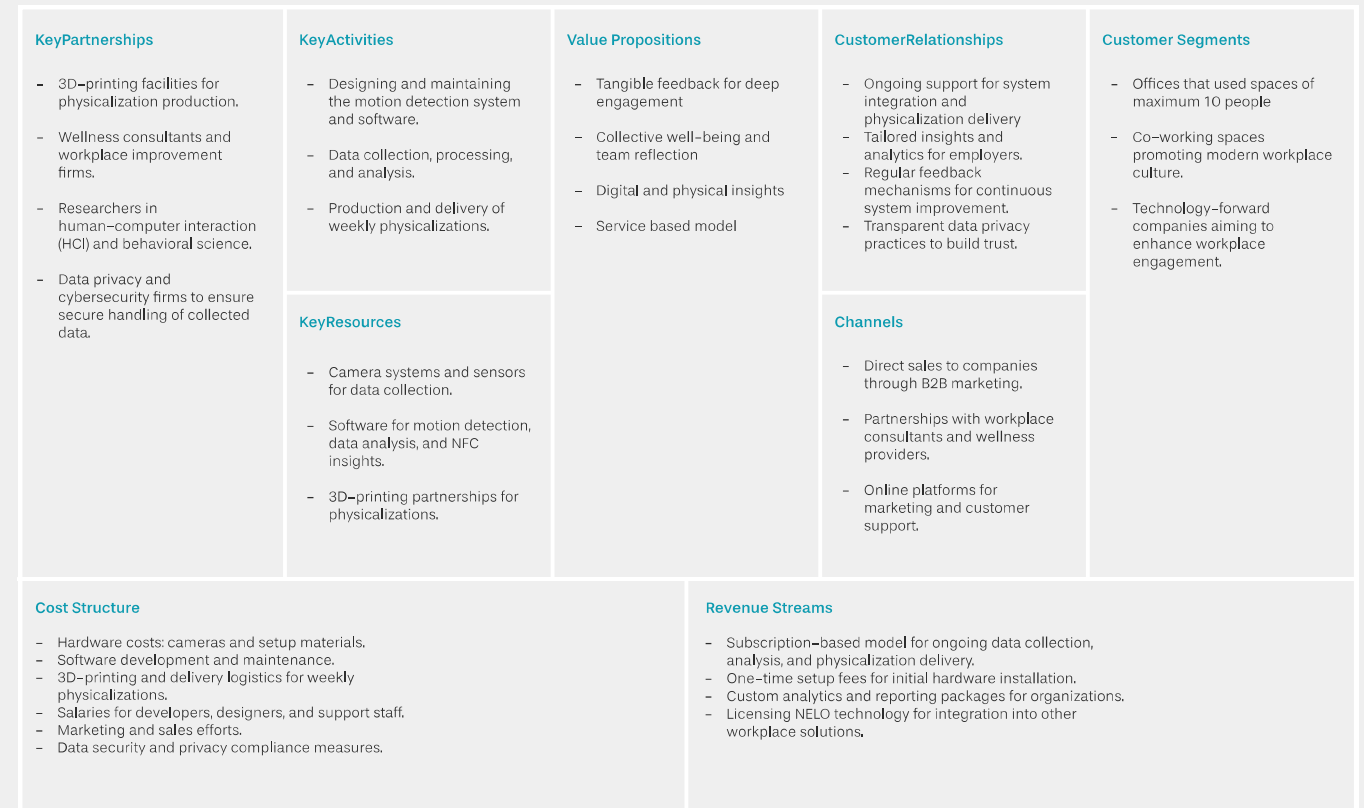 KeyPartnerships
- 3D-printing facilities for
physicalization production.
- Wellness consultants and
workplace improvement
firms.
- Researchers in
human-computer interaction
(HCI) and behavioral science.
- Data privacy and
cybersecurity firms to ensure
secure handling of collected
data.
KeyActivities
- Designing and maintaining
the motion detection system
and software.
- Data collection, processing,
and analysis.
- Production and delivery of
weekly physicalizations.
KeyResources
- Camera systems and sensors
for data collection.
- Software for motion detection,
data analysis, and NFC
insights.
- 3D-printing partnerships for
physicalizations.
Value Propositions
- Tangible feedback for deep
engagement
- Collective well-being and
team reflection
- Digital and physical insights
- Service based model
CustomerRelationships
- Ongoing support for system
integration and
physicalization delivery
- Tailored insights and
analytics for employers.
- Regular feedback
mechanisms for continuous
system improvement.
- Transparent data privacy
practices to build trust.
Channels
- Direct sales to companies
through B2B marketing.
- Partnerships with workplace
consultants and wellness
providers.
- Online platforms for
marketing and customer
support.
Customer Segments
- Offices that used spaces of
maximum 10 people
- Co-working spaces
promoting modern workplace
culture.
- Technology-forward
companies aiming to
enhance workplace
engagement.
Cost Structure
- Hardware costs: cameras and setup materials.
- Software development and maintenance.
- 3D-printing and delivery logistics for weekly
physicalizations.
- Salaries for developers, designers, and support staff.
- Marketing and sales efforts.
- Data security and privacy compliance measures.
Revenue Streams
- Subscription-based model for ongoing data collection,
analysis, and physicalization delivery.
- One-time setup fees for initial hardware installation.
- Custom analytics and reporting packages for organizations.
- Licensing NELO technology for integration into other
workplace solutions.